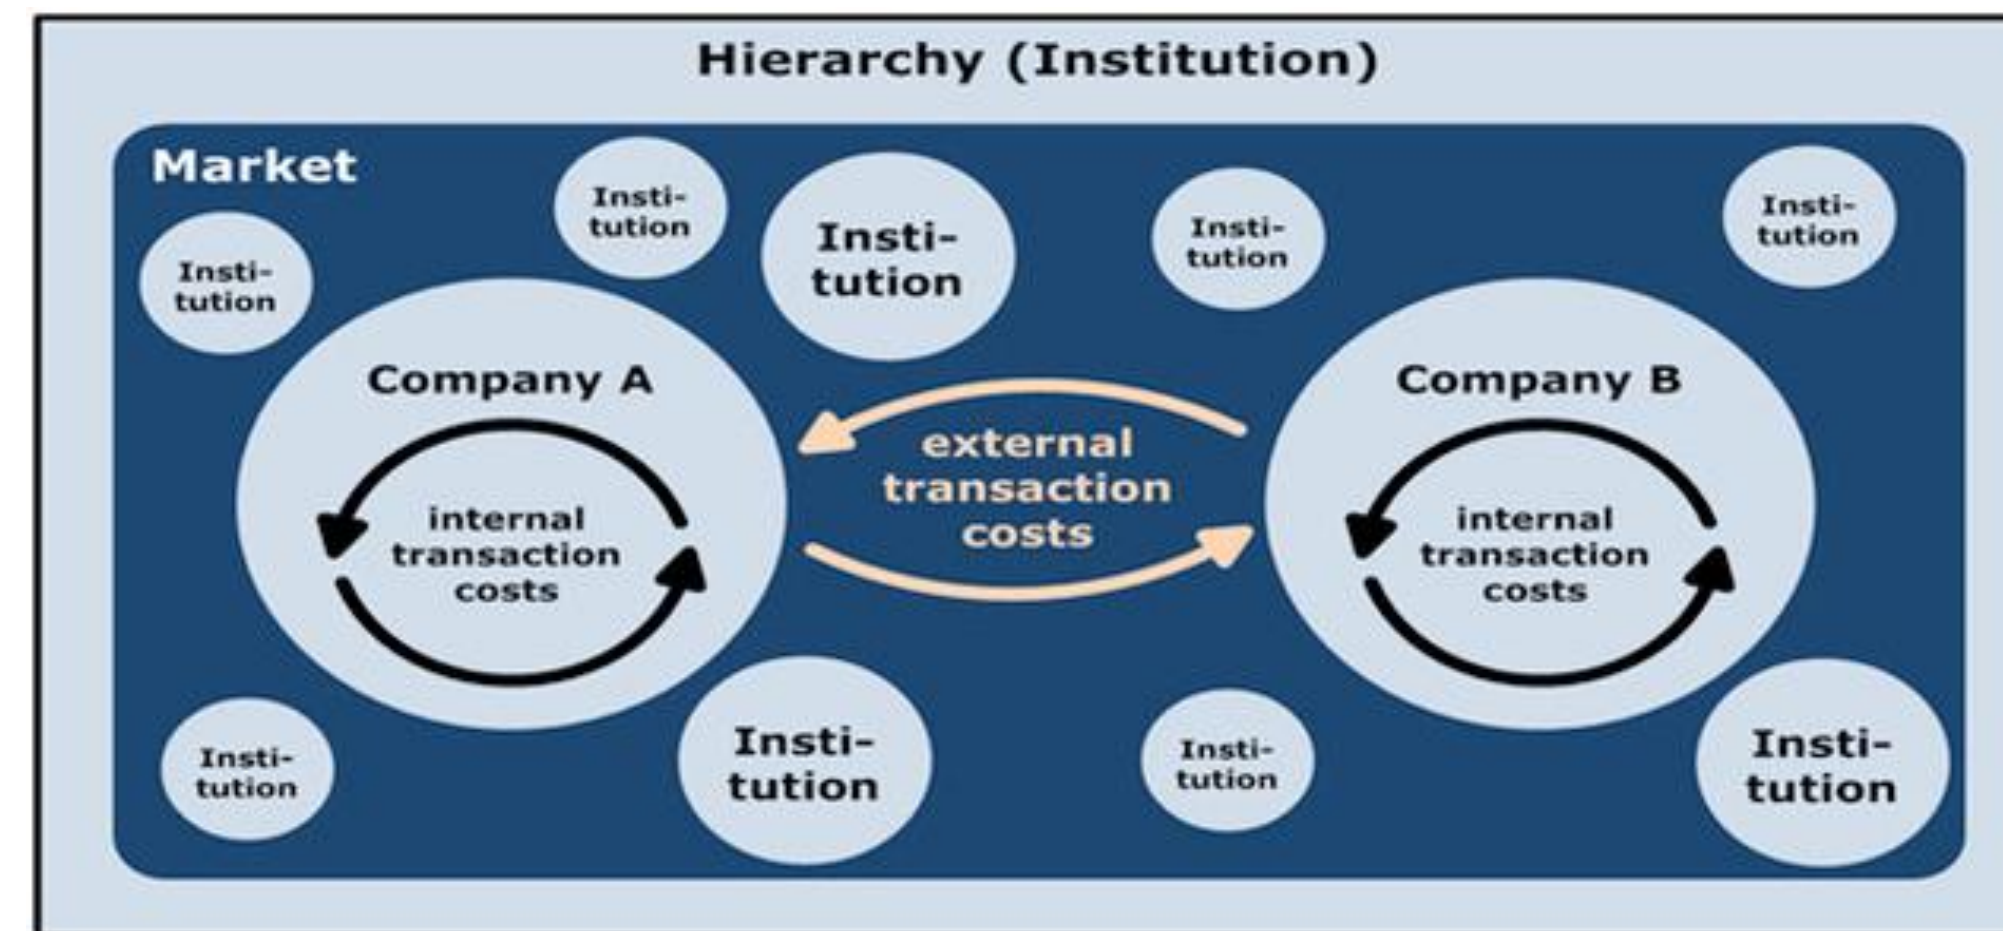 Hierarchy (Institution)
Market
Insti-
tution
Insti-
tution
Insti-
tution
Insti-
tution
Insti-
tution
Company A
internal
transaction
costs
external
transaction
costs
Company B
internal
transaction
costs
Insti-
tution
Insti-
tution
Insti-
tution
Insti-
tution